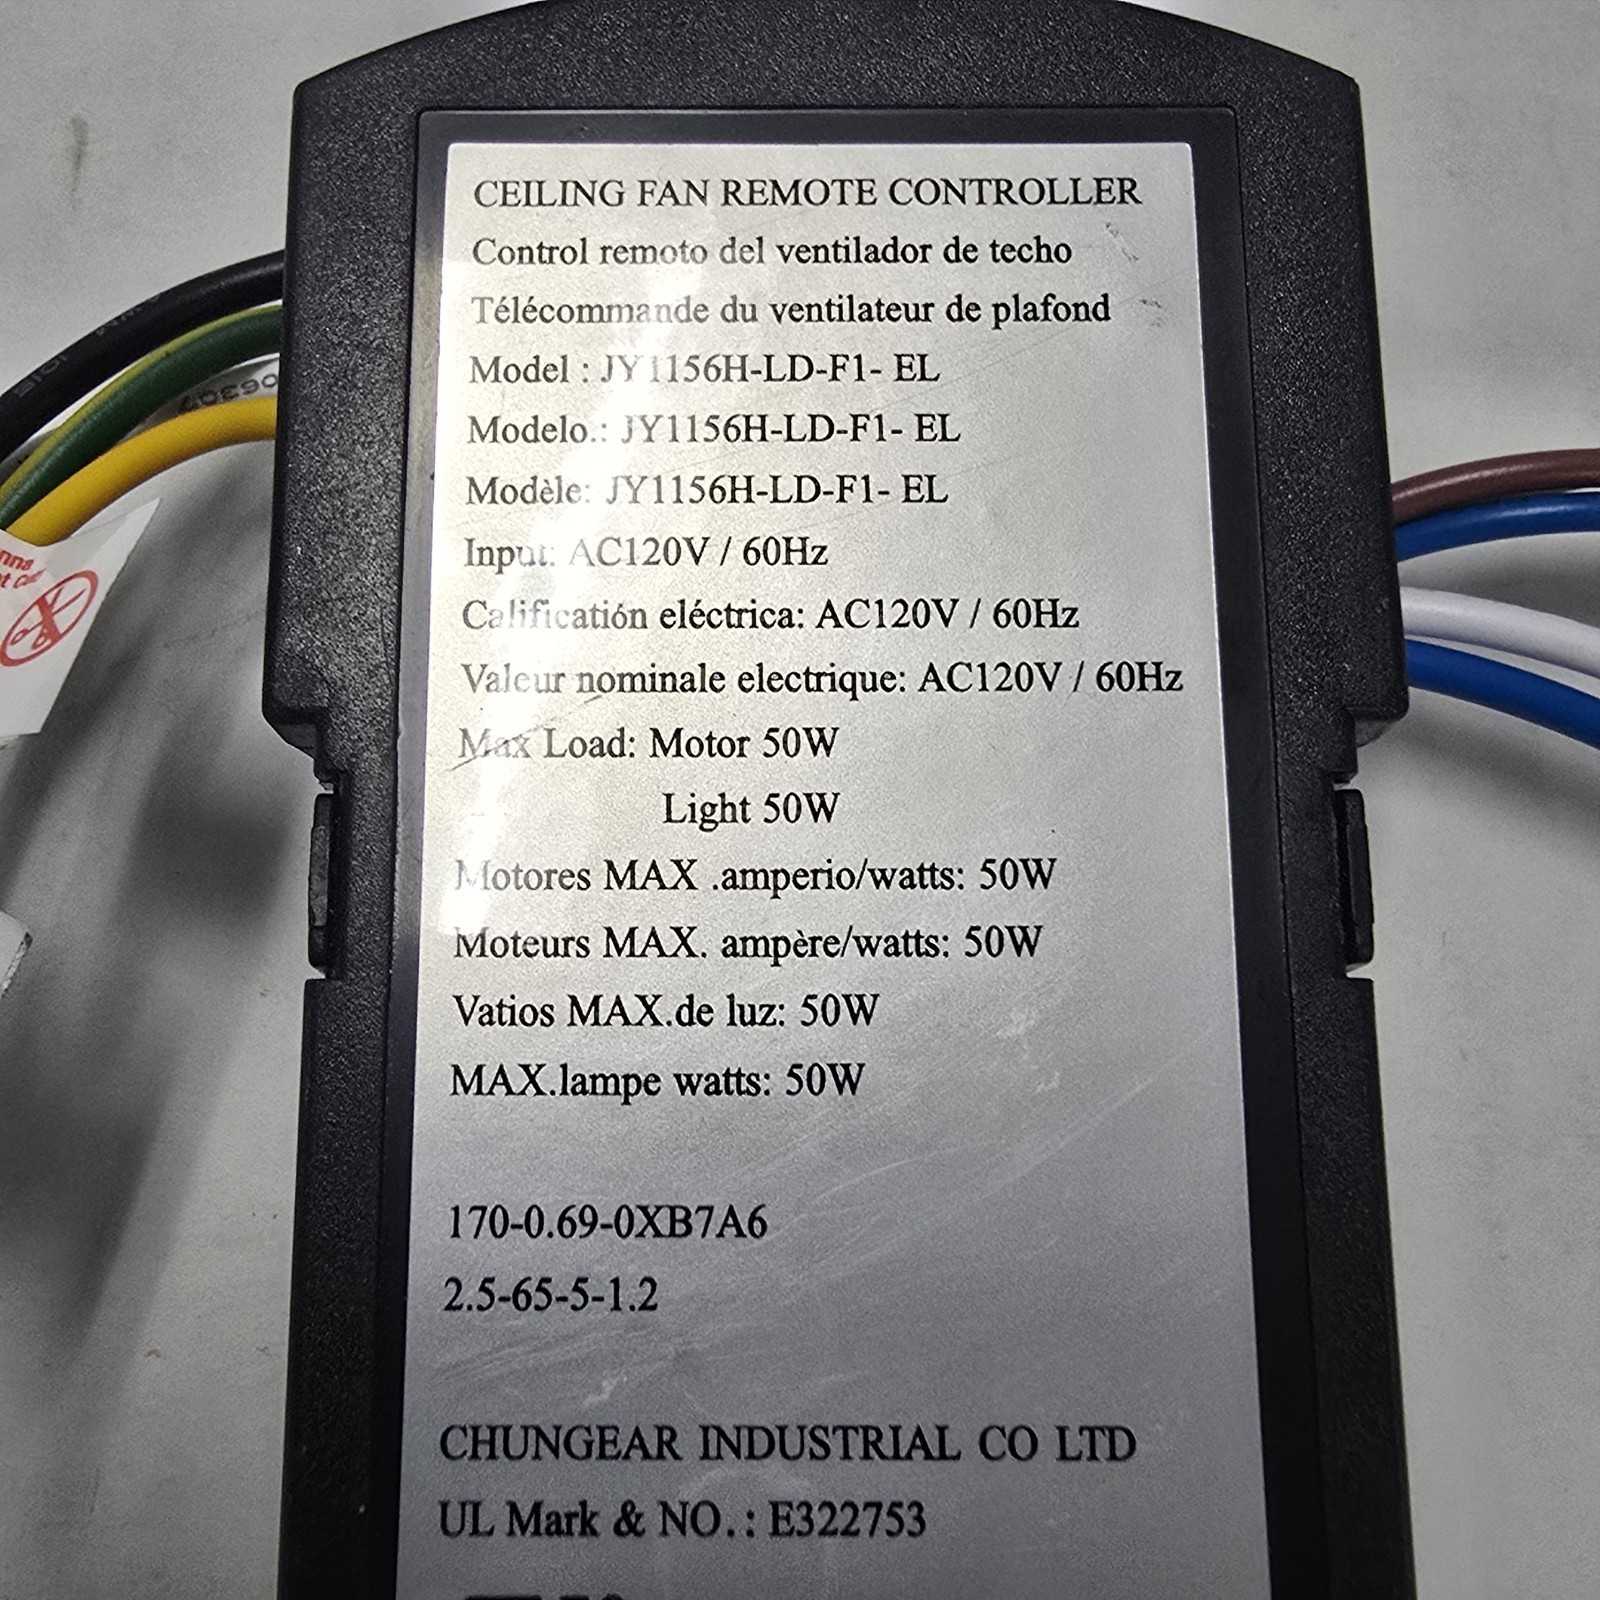 CEILING FAN REMOTE CONTROLLER
Control remoto del ventilador de techo
Télécommande du ventilateur de plafond
Model : JY1156H-LD-F1- EL
Modelo.: JY1156H-LD-F1- EL
Modèle: JY1156H-LD-F1- EL
Input: AC120V / 60Hz
Calificatión eléctrica: AC120V / 60Hz
Valeur nominale electrique: AC120V / 60Hz
Max Load: Motor 50W
Light 50W
Motores MAX .amperio/watts: 50W
Moteurs MAX. ampère/watts: 50W
Vatios MAX.de luz: 50W
MAX.lampe watts: 50W
170-0.69-0XB7A6
2.5-65-5-1.2
CHUNGEAR INDUSTRIAL CO LTD
UL Mark & NO.: E322753